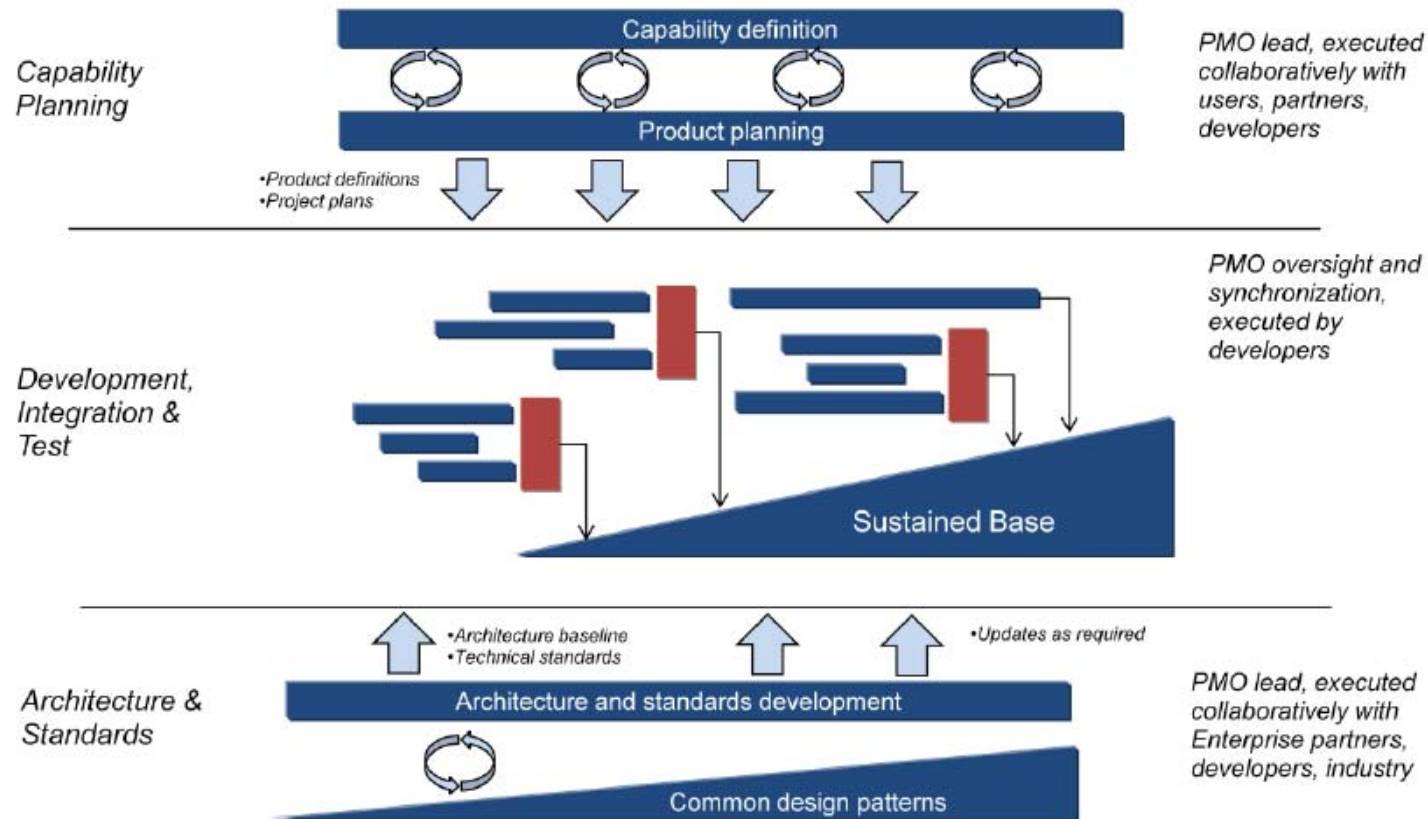 Capability
Planning
Capability definition
Product planning
PMO lead, executed
collaboratively with
users, partners,
developers
•Product definitions
•Project plans
Development,
Integration &
Test
Sustained Base
PMO oversight and
synchronization,
executed by
developers
•Architecture baseline
•Technical standards
•Updates as required
Architecture &
Standards
Architecture and standards development
Common design patterns
PMO lead, executed
collaboratively with
Enterprise partners,
developers, industry